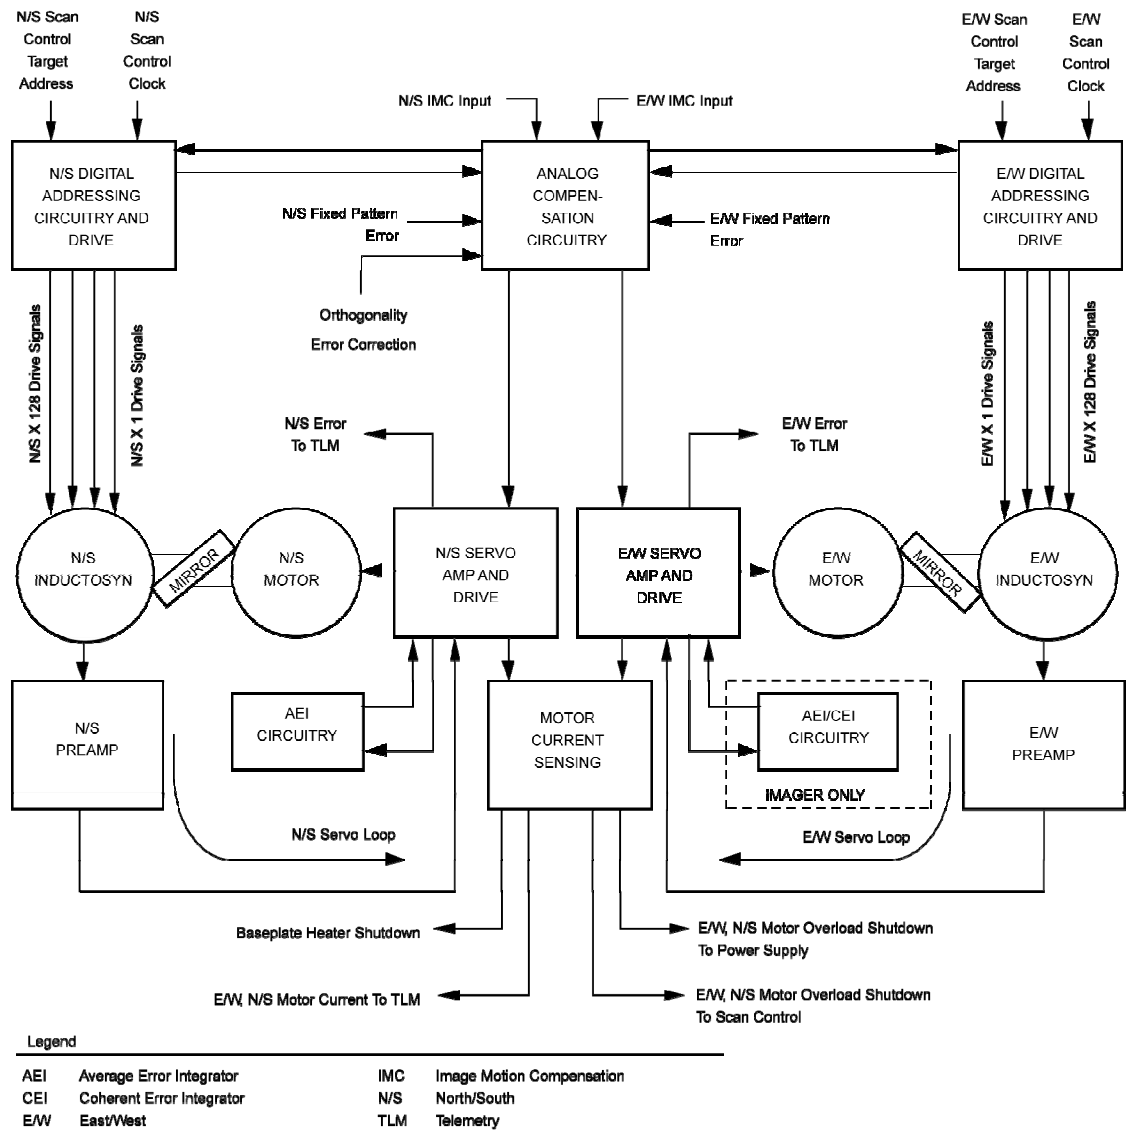 N/S Scan
Control
Target
Address
N/S
Scan
Control
Clock
E/W Scan
Control
Target
Address
E/W
Scan
Control
Clock
N/S IMC Input
E/W IMC Input
N/S DIGITAL
ADDRESSING
CIRCUITRY AND
DRIVE
ANALOG
COMPEN-
SATION
CIRCUITRY
E/W DIGITAL
ADDRESSING
CIRCUITRY AND
DRIVE
N/S Fixed Pattern
Error
E/W Fixed Pattern
Error
Orthogonality
Error Correction
N/S X 128 Drive Signals
N/S X 1 Drive Signals
E/W X 1 Drive Signals
E/W X 128 Drive Signals
N/S Error
To TLM
E/W Error
To TLM
N/S
INDUCTOSYN
MIRROR
N/S
MOTOR
N/S SERVO
AMP AND
DRIVE
E/W SERVO
AMP AND
DRIVE
E/W
MOTOR
MIRROR
E/W
INDUCTOSYN
N/S
PREAMP
AEI
CIRCUITRY
MOTOR
CURRENT
SENSING
AEI/CEI
CIRCUITRY
IMAGER ONLY
E/W
PREAMP
N/S Servo Loop
E/W Servo Loop
Baseplate Heater Shutdown
E/W, N/S Motor Overload Shutdown
To Power Supply
E/W, N/S Motor Current To TLM
E/W, N/S Motor Overload Shutdown
To Scan Control
Legend
AEI Average Error Integrator
CEI Coherent Error Integrator
E/W East/West
IMC Image Motion Compensation
N/S North/South
TLM Telemetry